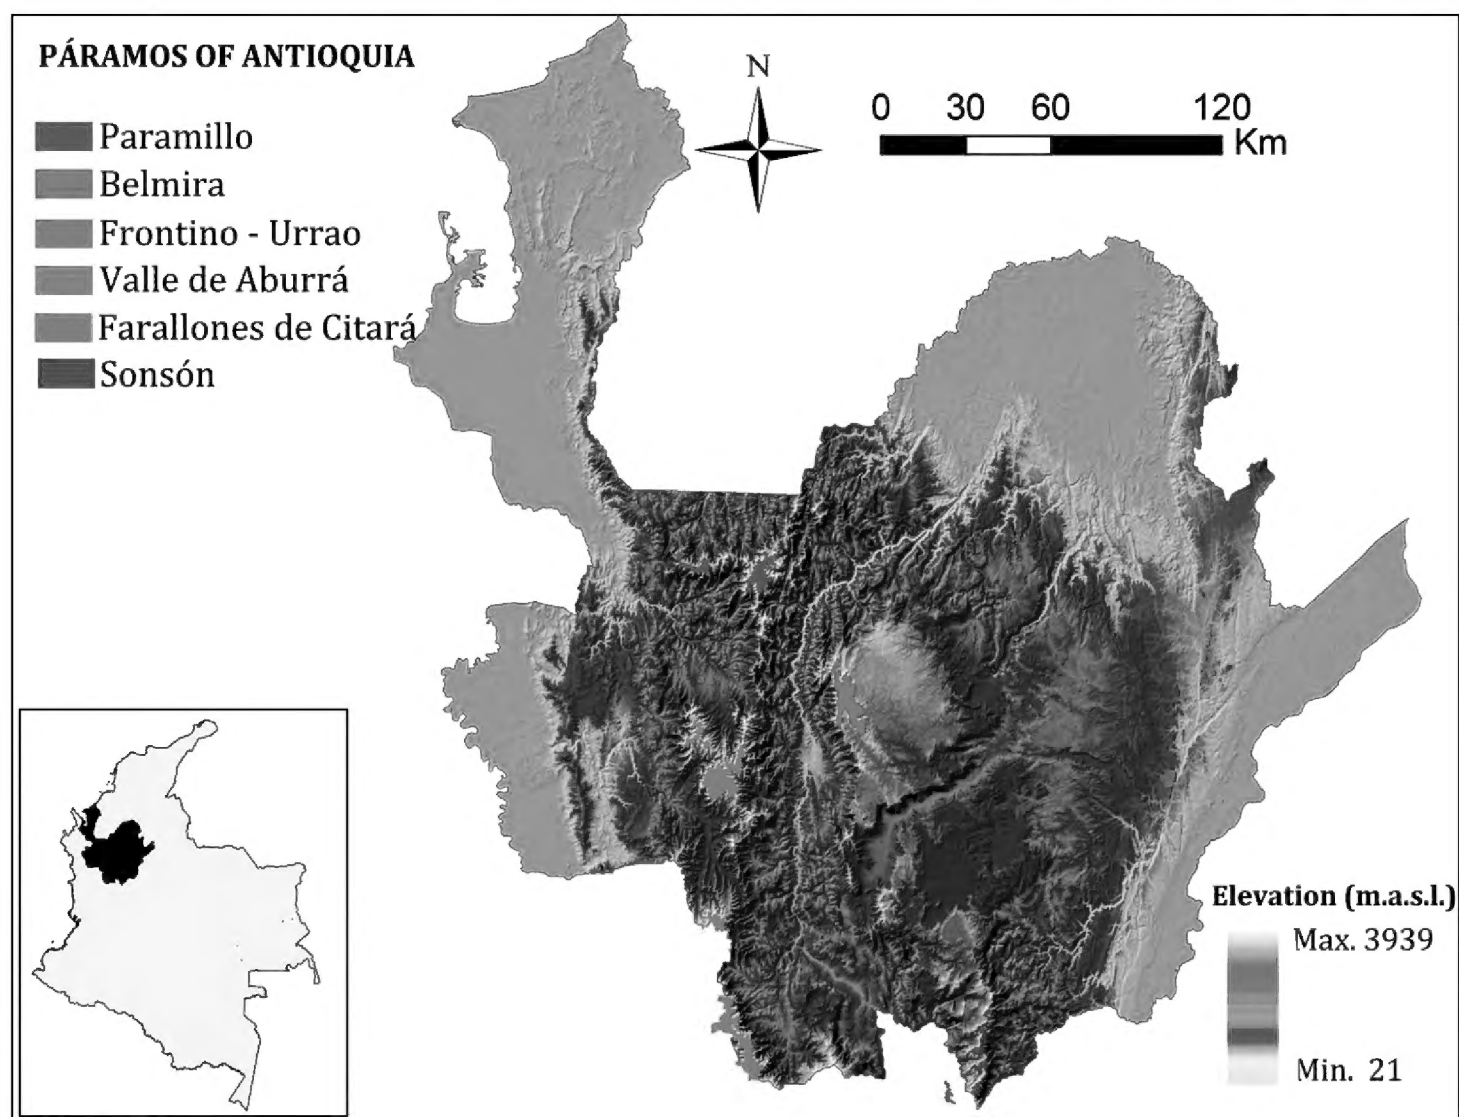 PÁRAMOS OF ANTIOQUIA
Paramillo
Belmira
Frontino - Urrao
Valle de Aburrá
Farallones de Citará
Sonsón
N
0 30 60 120
Km
Elevation (m.a.s.l.)
Max. 3939
Min. 21